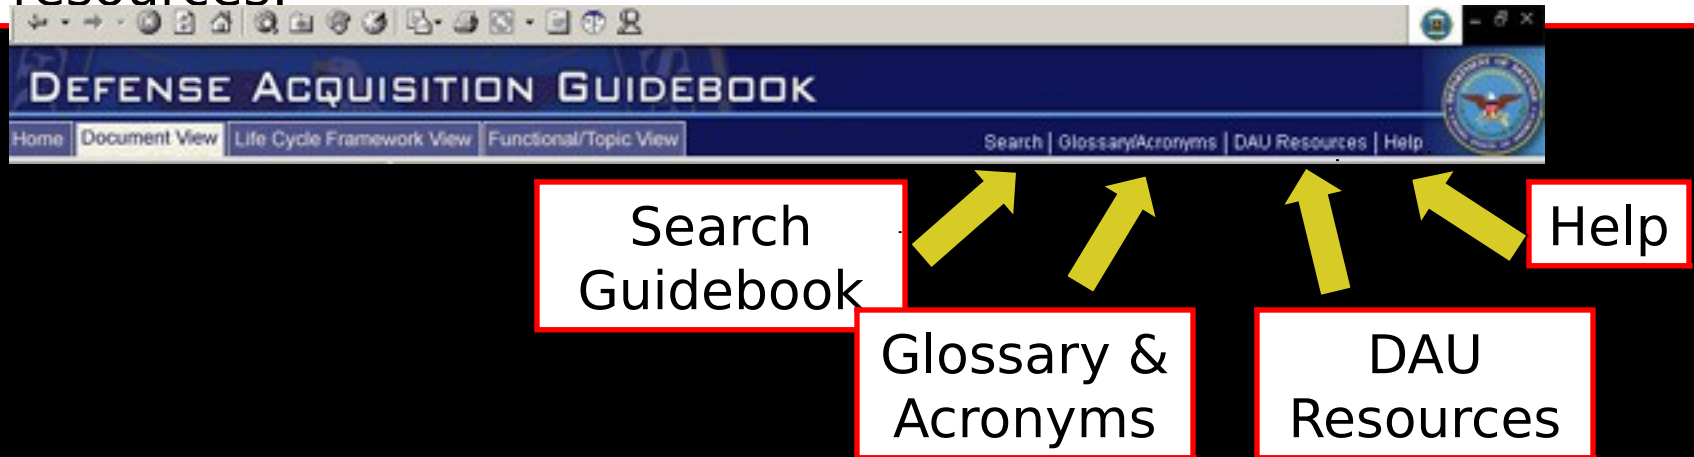 resources.
DEFENSE ACQUISITION GUIDEBOOK
Home Document View Life Cycle Framework View Functional/Topic View Search | Glossary/Acronyms | DAU Resources | Help
Search
Guidebook
Help
Glossary &
Acronyms
DAU
Resources